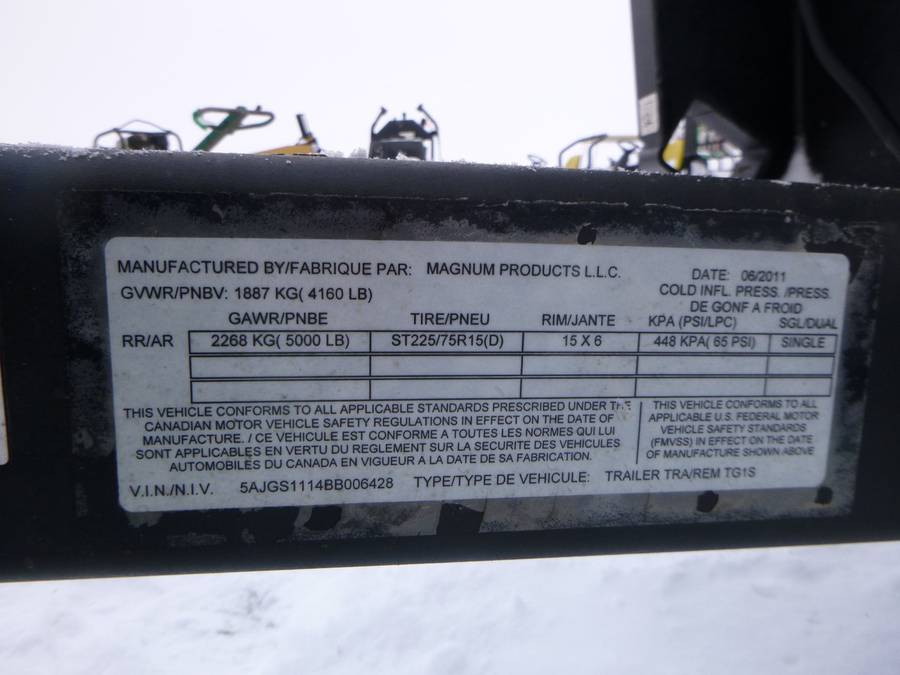 MANUFACTURED BY/FABRIQUE PAR: MAGNUM PRODUCTS L.L.C. DATE: 06/2011
GVWR/PNBV: 1887 KG( 4160 LB) COLD INFL. PRESS. /PRESS.
DE GONF A FROID
GAWR/PNBE TIRE/PNEU RIM/JANTE KPA (PSI/LPC) SGL/DUAL
RR/AR 2268 KG( 5000 LB) ST225/75R15(D) 15 X 6 448 KPA( 65 PSI) SINGLE
THIS VEHICLE CONFORMS TO ALL APPLICABLE STANDARDS PRESCRIBED UNDER THE
CANADIAN MOTOR VEHICLE SAFETY REGULATIONS IN EFFECT ON THE DATE OF
MANUFACTURE. / CE VEHICULE EST CONFORME A TOUTES LES NORMES QUI LUI
SONT APPLICABLES EN VERTU DU REGLEMENT SUR LA SECURITE DES VEHICULES
AUTOMOBILES DU CANADA EN VIGUEUR A LA DATE DE SA FABRICATION.
THIS VEHICLE CONFORMS TO ALL
APPLICABLE U.S. FEDERAL MOTOR
VEHICLE SAFETY STANDARDS
(FMVSS) IN EFFECT ON THE DATE
OF MANUFACTURE SHOWN ABOVE
V.I.N./N.I.V. 5AJGS1114BB006428 TYPE/TYPE DE VEHICULE: TRAILER TRA/REM TG1S